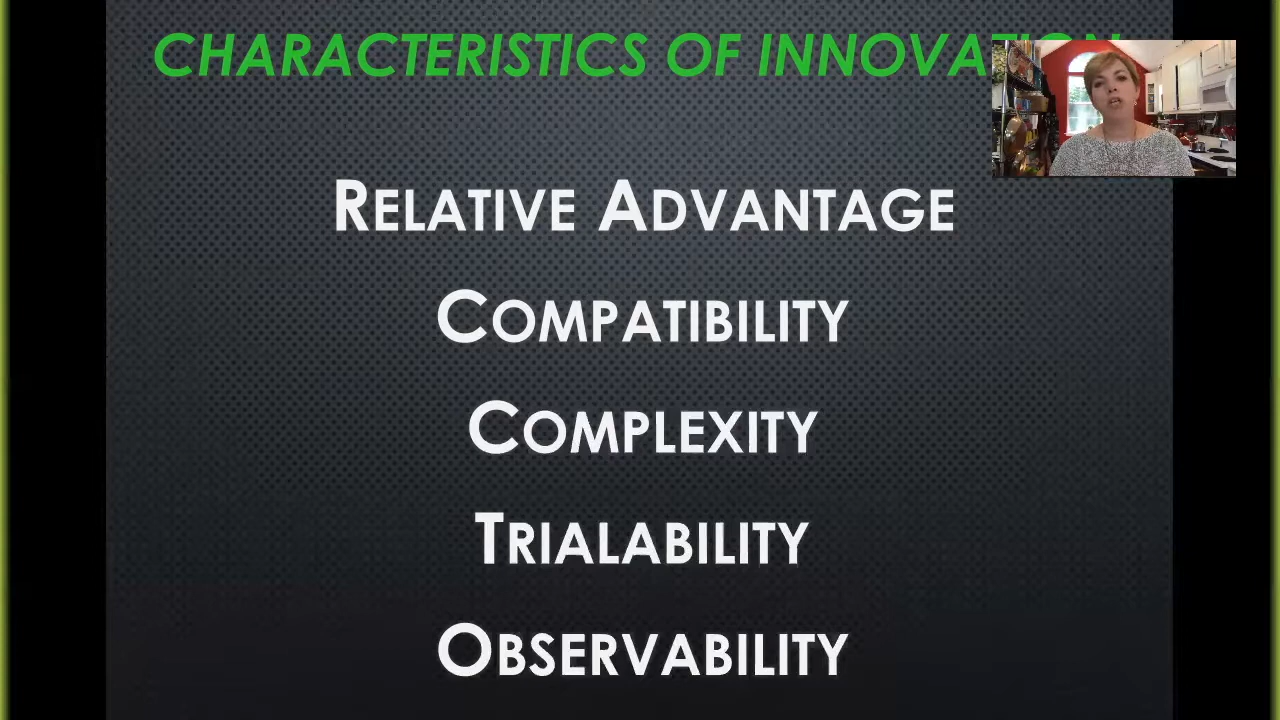 CHARACTERISTICS OF INNOVA
RELATIVE ADVANTAGE
COMPATIBILITY
COMPLEXITY
TRIALABILITY
OBSERVABILITY